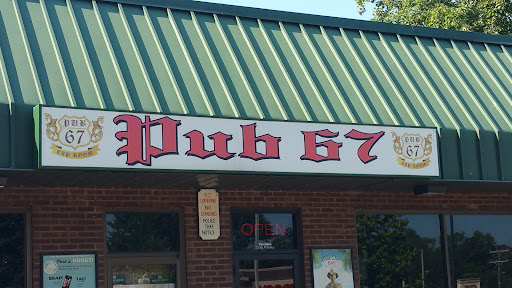 PUB
67
TAP ROOM
Pub 67
PUB
67
TAP ROOM
NO
LOITERING
NO
STANDING
POLICE
TAKE
NOTICE
OPEN